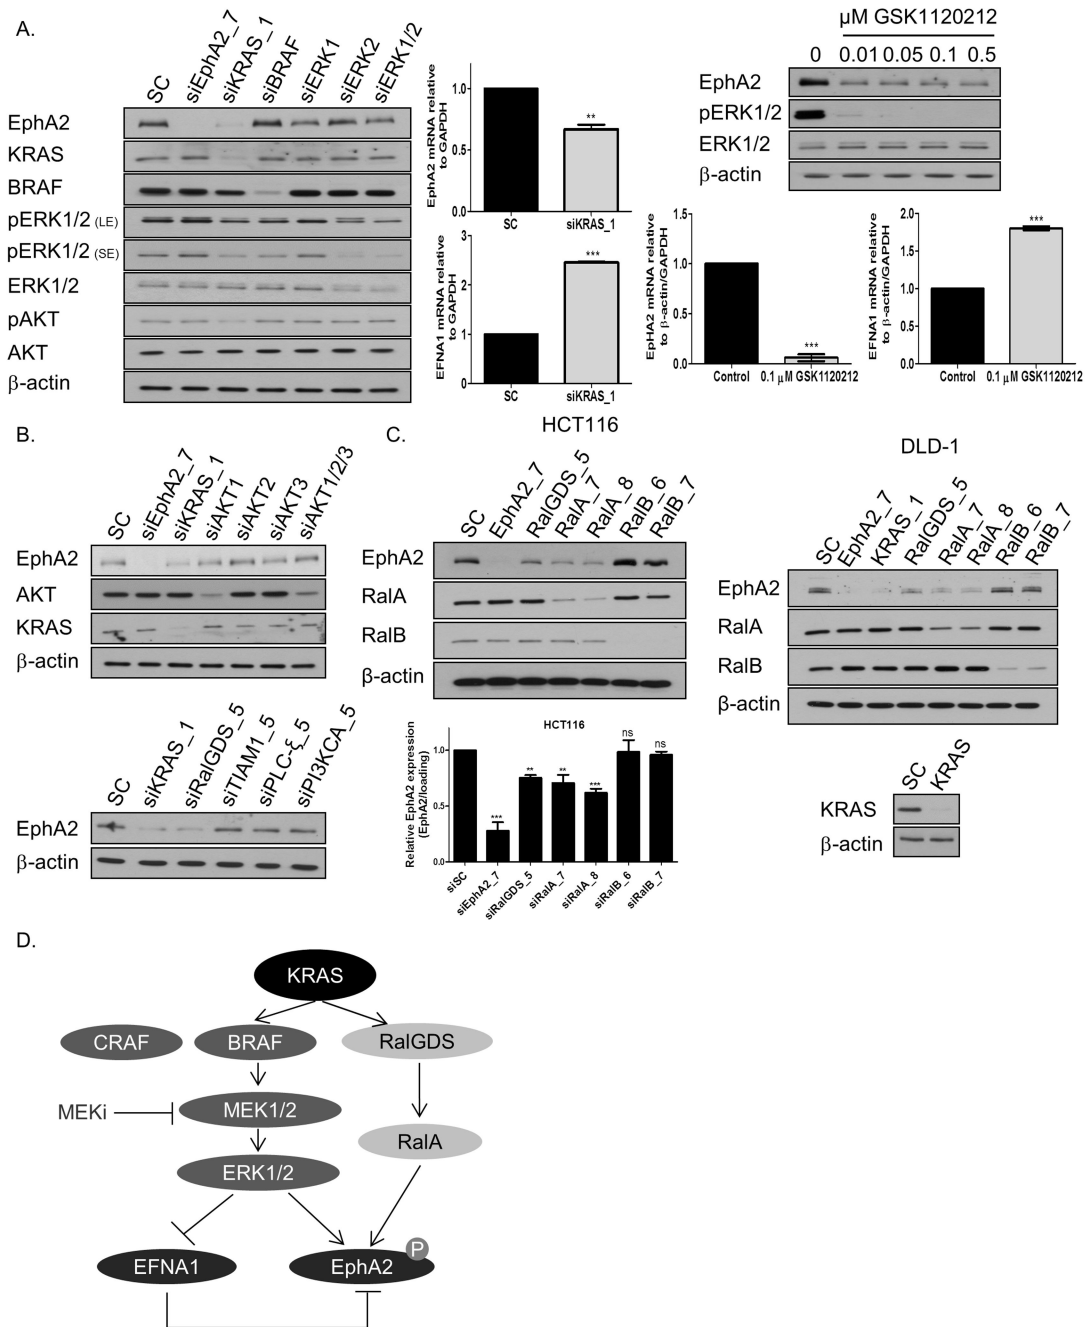 A.
SC
siEphA2_7
siKRAS_1
siBRAF
siERK1
siERK2
siERK1/2
EphA2
KRAS
BRAF
pERK1/2 (LE)
pERK1/2 (SE)
ERK1/2
pAKT
AKT
β-actin
EphA2 mRNA relative
to GAPDH
1.0
0.5
0.0
**
SC
siKRAS_1
EFNA1 mRNA relative
to GAPDH
3
2
1
0
***
SC
siKRAS_1
µM GSK1120212
0 0.01 0.05 0.1 0.5
EphA2
pERK1/2
ERK1/2
β-actin
EpHA2 mRNA relative
to β-actin/GAPDH
1.5
1.0
0.5
0.0
***
Control
0.1 µM GSK1120212
EFNA1 mRNA relative
to β-actin/GAPDH
2.0
1.5
1.0
0.5
0.0
***
Control
0.1 µM GSK1120212
B.
SC
siEphA2_7
siKRAS_1
siAKT1
siAKT2
siAKT3
siAKT1/2/3
EphA2
AKT
KRAS
β-actin
SC
siKRAS_1
siRalGDS_5
siTIAM1_5
siPLC-ξ_5
siPI3KCA_5
EphA2
β-actin
C.
HCT116
SC
EphA2_7
RalGDS_5
RalA_7
RalA_8
RalB_6
RalB_7
EphA2
RalA
RalB
β-actin
HCT116
Relative EphA2 expression
(EphA2/loading)
1.0
0.5
0.0
***
**
**
***
ns
ns
siSC
siEphA2_7
siRalGDS_5
siRalA_7
siRalA_8
siRalB_6
siRalB_7
DLD-1
SC
EphA2_7
KRAS_1
RalGDS_5
RalA_7
RalA_8
RalB_6
RalB_7
EphA2
RalA
RalB
β-actin
SC
KRAS
KRAS
β-actin
D.
KRAS
CRAF
BRAF
RalGDS
MEKi
MEK1/2
RalA
ERK1/2
P
EFNA1
EphA2